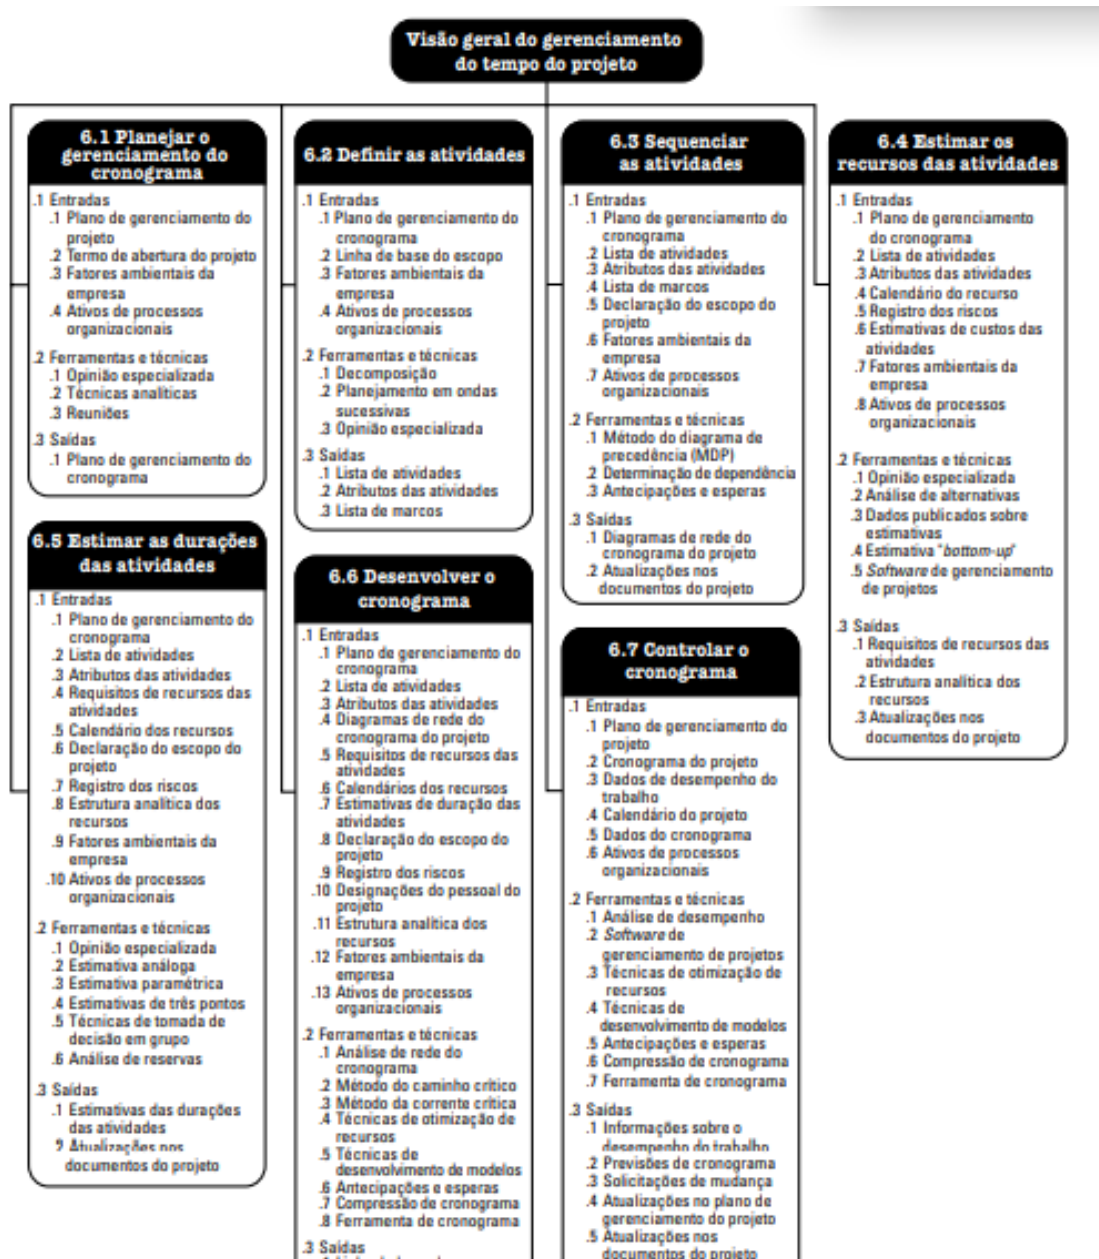 Visão geral do gerenciamento
do tempo do projeto
6.1 Planejar o
gerenciamento do
cronograma
.1 Entradas
.1 Plano de gerenciamento do
projeto
.2 Termo de abertura do projeto
.3 Fatores ambientais da
empresa
.4 Ativos de processos
organizacionais
.2 Ferramentas e técnicas
.1 Opinião especializada
.2 Técnicas analíticas
.3 Reuniões
.3 Saídas
.1 Plano de gerenciamento do
cronograma
6.2 Definir as atividades
.1 Entradas
.1 Plano de gerenciamento do
cronograma
.2 Linha de base do escopo
.3 Fatores ambientais da
empresa
.4 Ativos de processos
organizacionais
.2 Ferramentas e técnicas
.1 Decomposição
.2 Planejamento em ondas
sucessivas
.3 Opinião especializada
.3 Saídas
.1 Lista de atividades
.2 Atributos das atividades
.3 Lista de marcos
6.3 Sequenciar
as atividades
.1 Entradas
.1 Plano de gerenciamento do
cronograma
.2 Lista de atividades
.3 Atributos das atividades
.4 Lista de marcos
.5 Declaração do escopo do
projeto
.6 Fatores ambientais da
empresa
.7 Ativos de processos
organizacionais
.2 Ferramentas e técnicas
.1 Método do diagrama de
precedência (MDP)
.2 Determinação de dependência
.3 Antecipações e esperas
.3 Saídas
.1 Diagramas de rede do
cronograma do projeto
.2 Atualizações nos
documentos do projeto
6.4 Estimar os
recursos das atividades
.1 Entradas
.1 Plano de gerenciamento
do cronograma
.2 Lista de atividades
.3 Atributos das atividades
.4 Calendário do recurso
.5 Registro dos riscos
.6 Estimativas de custos das
atividades
.7 Fatores ambientais da
empresa
.8 Ativos de processos
organizacionais
.2 Ferramentas e técnicas
.1 Opinião especializada
.2 Análise de alternativas
.3 Dados publicados sobre
estimativas
.4 Estimativa "bottom-up"
.5 Software de gerenciamento
de projetos
.3 Saídas
.1 Requisitos de recursos das
atividades
.2 Estrutura analítica dos
recursos
.3 Atualizações nos
documentos do projeto
6.5 Estimar as durações
das atividades
.1 Entradas
.1 Plano de gerenciamento do
cronograma
.2 Lista de atividades
.3 Atributos das atividades
.4 Requisitos de recursos das
atividades
.5 Calendário dos recursos
.6 Declaração do escopo do
projeto
.7 Registro dos riscos
.8 Estrutura analítica dos
recursos
.9 Fatores ambientais da
empresa
.10 Ativos de processos
organizacionais
.2 Ferramentas e técnicas
.1 Opinião especializada
.2 Estimativa análoga
.3 Estimativa paramétrica
.4 Estimativas de três pontos
.5 Técnicas de tomada de
decisão em grupo
.6 Análise de reservas
.3 Saídas
.1 Estimativas das durações
das atividades
.2 Atualizações nos
documentos do projeto
6.6 Desenvolver o
cronograma
.1 Entradas
.1 Plano de gerenciamento do
cronograma
.2 Lista de atividades
.3 Atributos das atividades
.4 Diagramas de rede do
cronograma do projeto
.5 Requisitos de recursos das
atividades
.6 Calendários dos recursos
.7 Estimativas de duração das
atividades
.8 Declaração do escopo do
projeto
.9 Registro dos riscos
.10 Designações do pessoal do
projeto
.11 Estrutura analítica dos
recursos
.12 Fatores ambientais da
empresa
.13 Ativos de processos
organizacionais
.2 Ferramentas e técnicas
.1 Análise de rede do
cronograma
.2 Método do caminho crítico
.3 Método da corrente crítica
.4 Técnicas de otimização de
recursos
.5 Técnicas de
desenvolvimento de modelos
.6 Antecipações e esperas
.7 Compressão de cronograma
.8 Ferramenta de cronograma
.3 Saídas
6.7 Controlar o
cronograma
.1 Entradas
.1 Plano de gerenciamento do
projeto
.2 Cronograma do projeto
.3 Dados de desempenho do
trabalho
.4 Calendário do projeto
.5 Dados do cronograma
.6 Ativos de processos
organizacionais
.2 Ferramentas e técnicas
.1 Análise de desempenho
.2 Software de
gerenciamento de projetos
.3 Técnicas de otimização de
recursos
.4 Técnicas de
desenvolvimento de modelos
.5 Antecipações e esperas
.6 Compressão de cronograma
.7 Ferramenta de cronograma
.3 Saídas
.1 Informações sobre o
desempenho do trabalho
.2 Previsões de cronograma
.3 Solicitações de mudança
.4 Atualizações no plano de
gerenciamento do projeto
.5 Atualizações nos
documentos do projeto